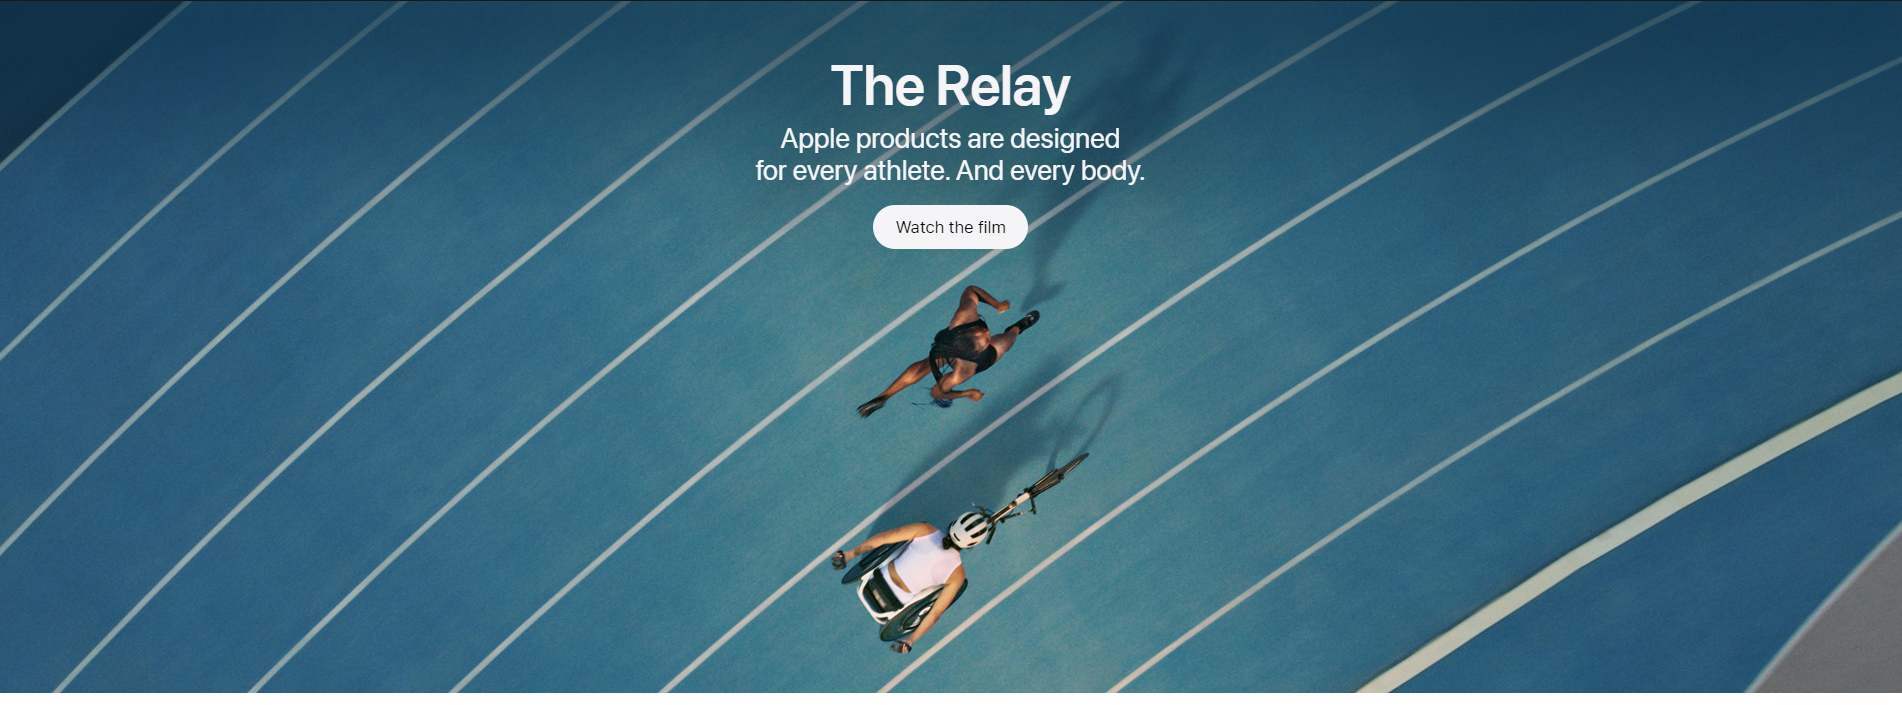 The Relay
Apple products are designed
for every athlete. And every body.
Watch the film